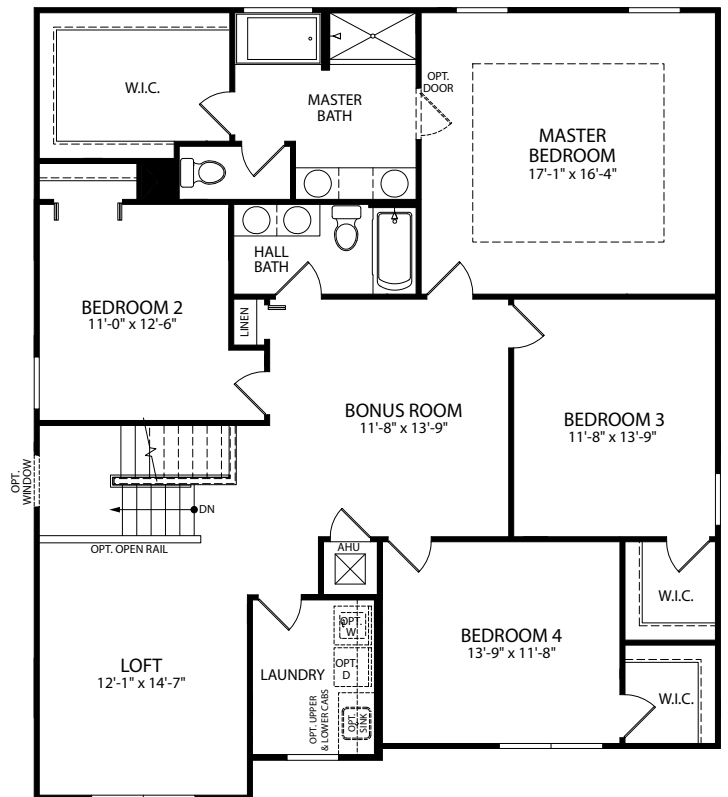 W.I.C.
MASTER
BATH
OPT.
DOOR
MASTER
BEDROOM
17'-1" x 16'-4"
HALL
BATH
BEDROOM 2
11'-0" x 12'-6"
LINEN
BONUS ROOM
11'-8" x 13'-9"
BEDROOM 3
11'-8" x 13'-9"
OPT.
WINDOW
DN
OPT. OPEN RAIL
AHU
W.I.C.
LOFT
12'-1" x 14'-7"
LAUNDRY
OPT.
W
OPT.
D
OPT. UPPER
& LOWER CABS
OPT.
SINK
BEDROOM 4
13'-9" x 11'-8"
W.I.C.